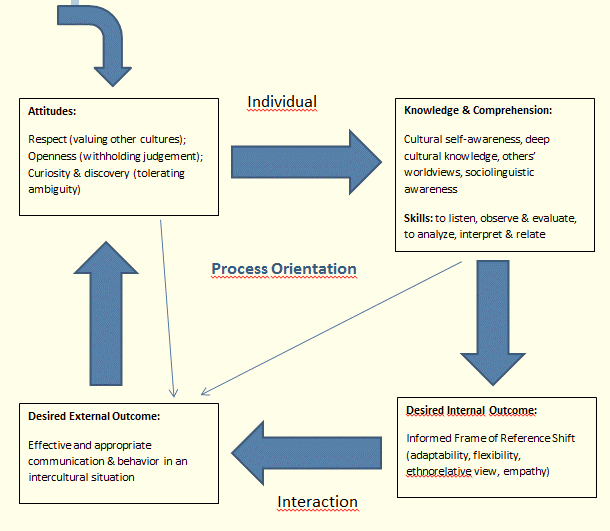 Individual
Attitudes:
Respect (valuing other cultures);
Openness (withholding judgement);
Curiosity & discovery (tolerating
ambiguity)
Knowledge & Comprehension:
Cultural self-awareness, deep
cultural knowledge, others'
worldviews, sociolinguistic
awareness
Skills: to listen, observe & evaluate,
to analyze, interpret & relate
Process Orientation
Desired External Outcome:
Effective and appropriate
communication & behavior in an
intercultural situation
Desired Internal Outcome:
Informed Frame of Reference Shift
(adaptability, flexibility,
ethnorelative view, empathy)
Interaction